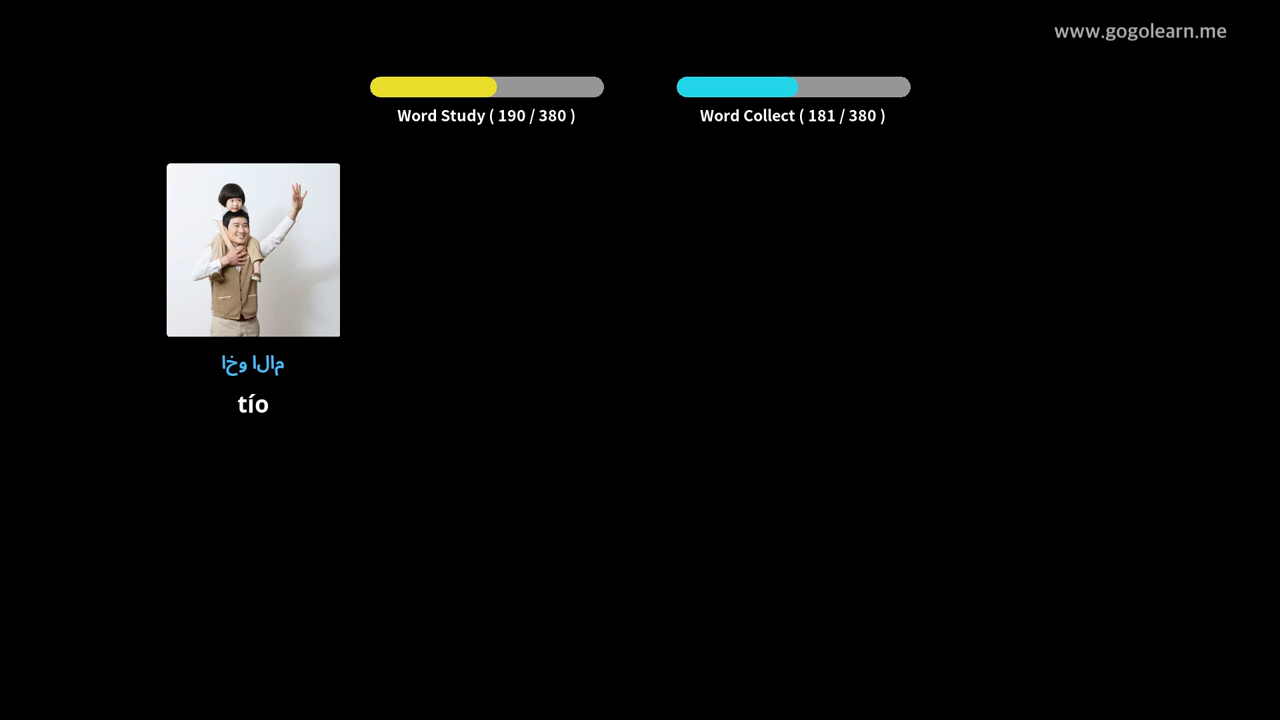 www.gogolearn.me
Word Study ( 190 / 380 )
Word Collect ( 181 / 380 )
اخو الام
tío